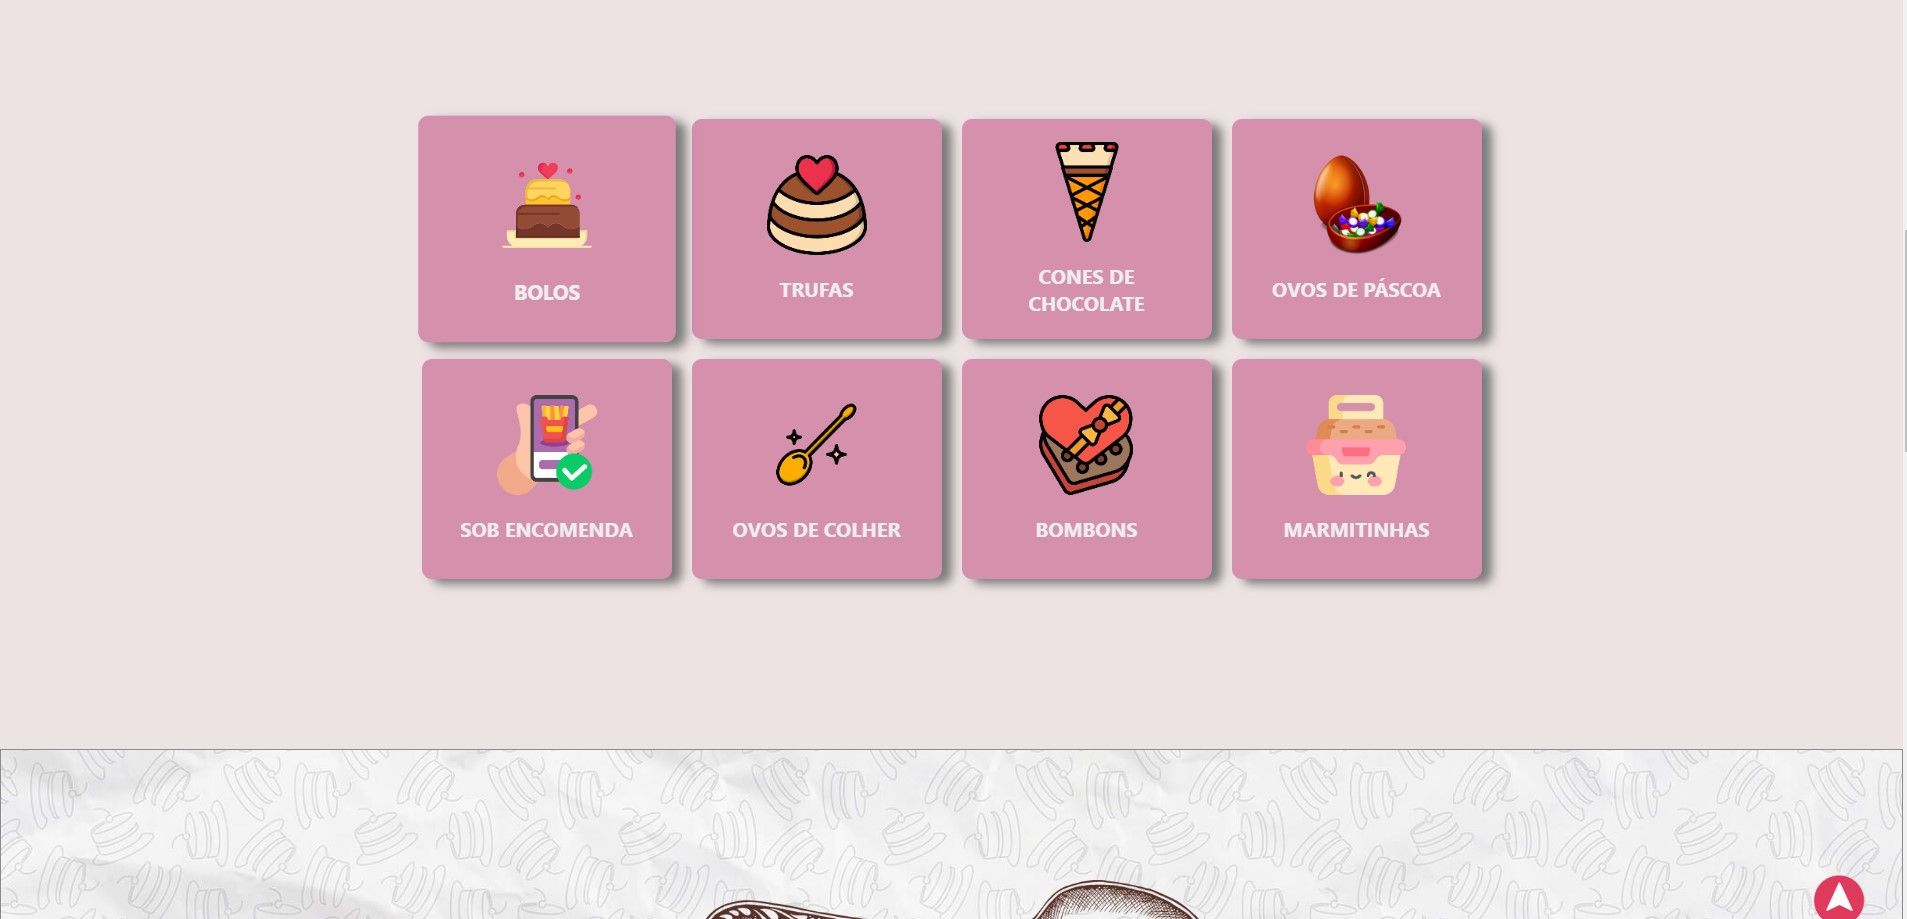 BOLOS
TRUFAS
CONES DE
CHOCOLATE
OVOS DE PÁSCOA
SOB ENCOMENDA
OVOS DE COLHER
BOMBONS
MARMITINHAS